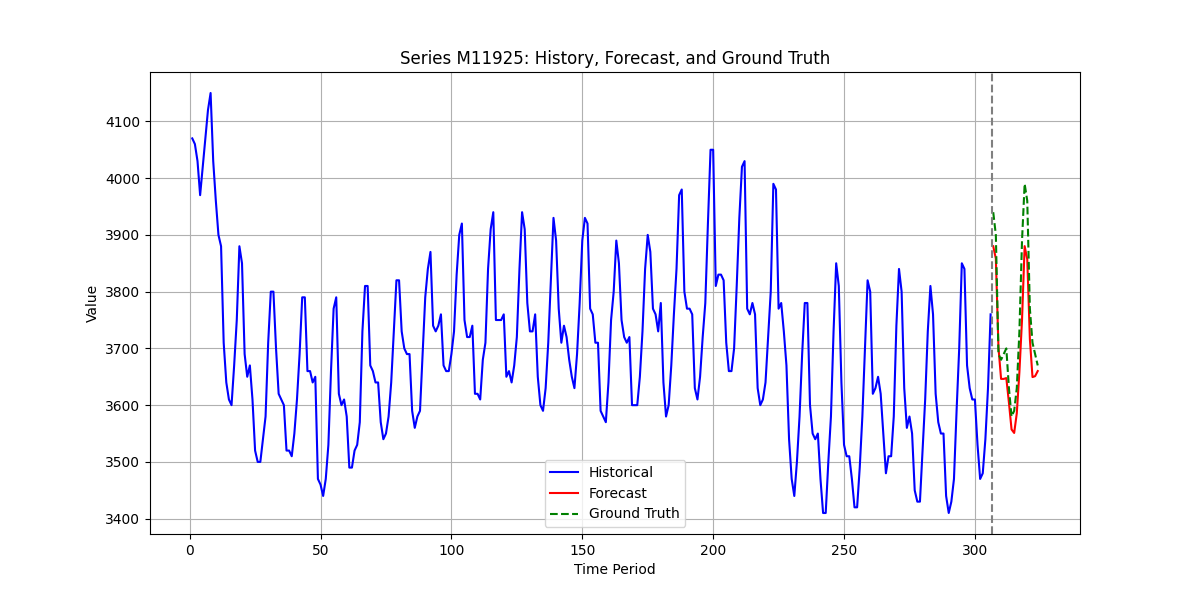 Series M11925: History, Forecast, and Ground Truth
Value
4100
4000
3900
3800
3700
3600
3500
3400
Historical
Forecast
Ground Truth
0 50 100 150 200 250 300
Time Period